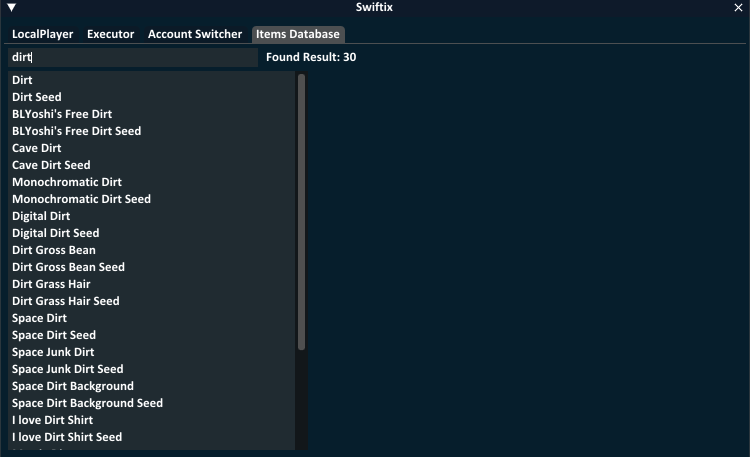 Swiftix
LocalPlayer Executor Account Switcher Items Database
dirt Found Result: 30
Dirt
Dirt Seed
BLYoshi's Free Dirt
BLYoshi's Free Dirt Seed
Cave Dirt
Cave Dirt Seed
Monochromatic Dirt
Monochromatic Dirt Seed
Digital Dirt
Digital Dirt Seed
Dirt Gross Bean
Dirt Gross Bean Seed
Dirt Grass Hair
Dirt Grass Hair Seed
Space Dirt
Space Dirt Seed
Space Junk Dirt
Space Junk Dirt Seed
Space Dirt Background
Space Dirt Background Seed
I love Dirt Shirt
I love Dirt Shirt Seed